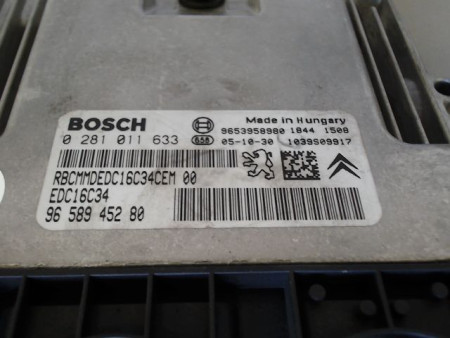 BOSCH
Made in Hungary
9653958980 1844 1508
0 281 011 633 658 05-10-30 1039S09917
RBCMMDEDC16C34CEM 00
EDC16C34
96 589 452 80